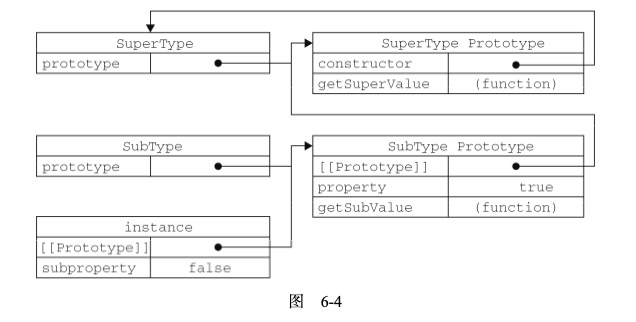 SuperType
prototype
SuperType Prototype
constructor
getSuperValue (function)
SubType
prototype
SubType Prototype
[[Prototype]]
property true
getSubValue (function)
instance
[[Prototype]]
subproperty false
图 6-4